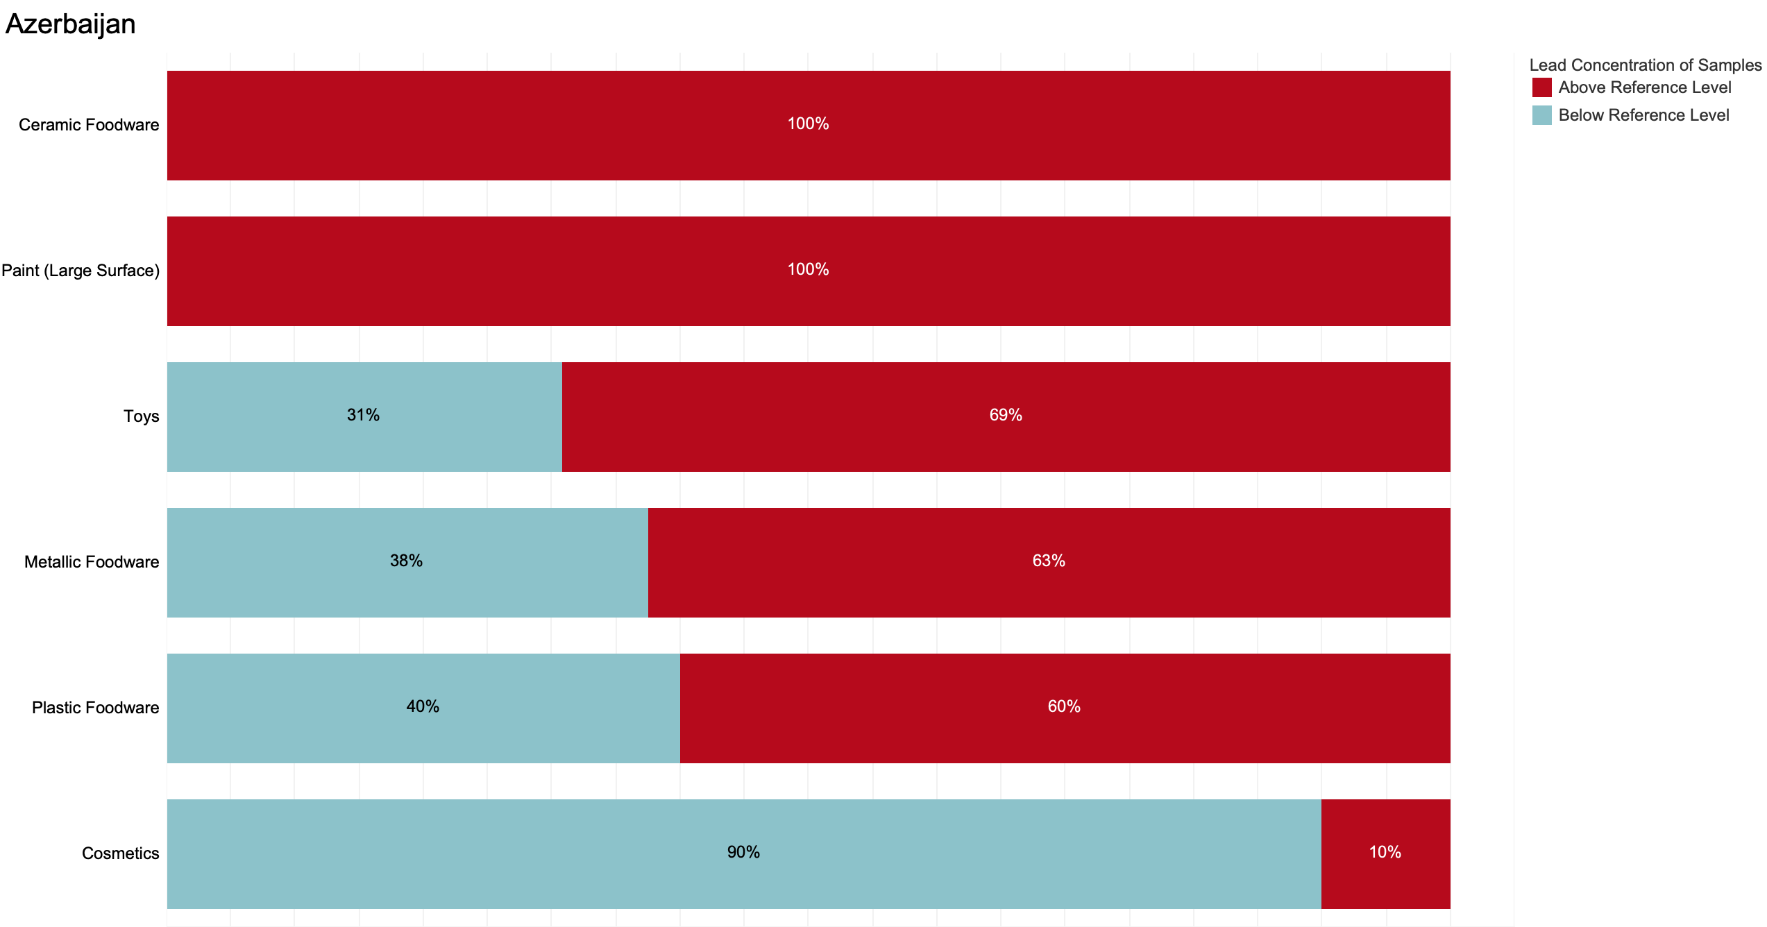 Azerbaijan
Lead Concentration of Samples
Above Reference Level
Below Reference Level
Ceramic Foodware
100%
Paint (Large Surface)
100%
Toys
31%
69%
Metallic Foodware
38%
63%
Plastic Foodware
40%
60%
Cosmetics
90%
10%